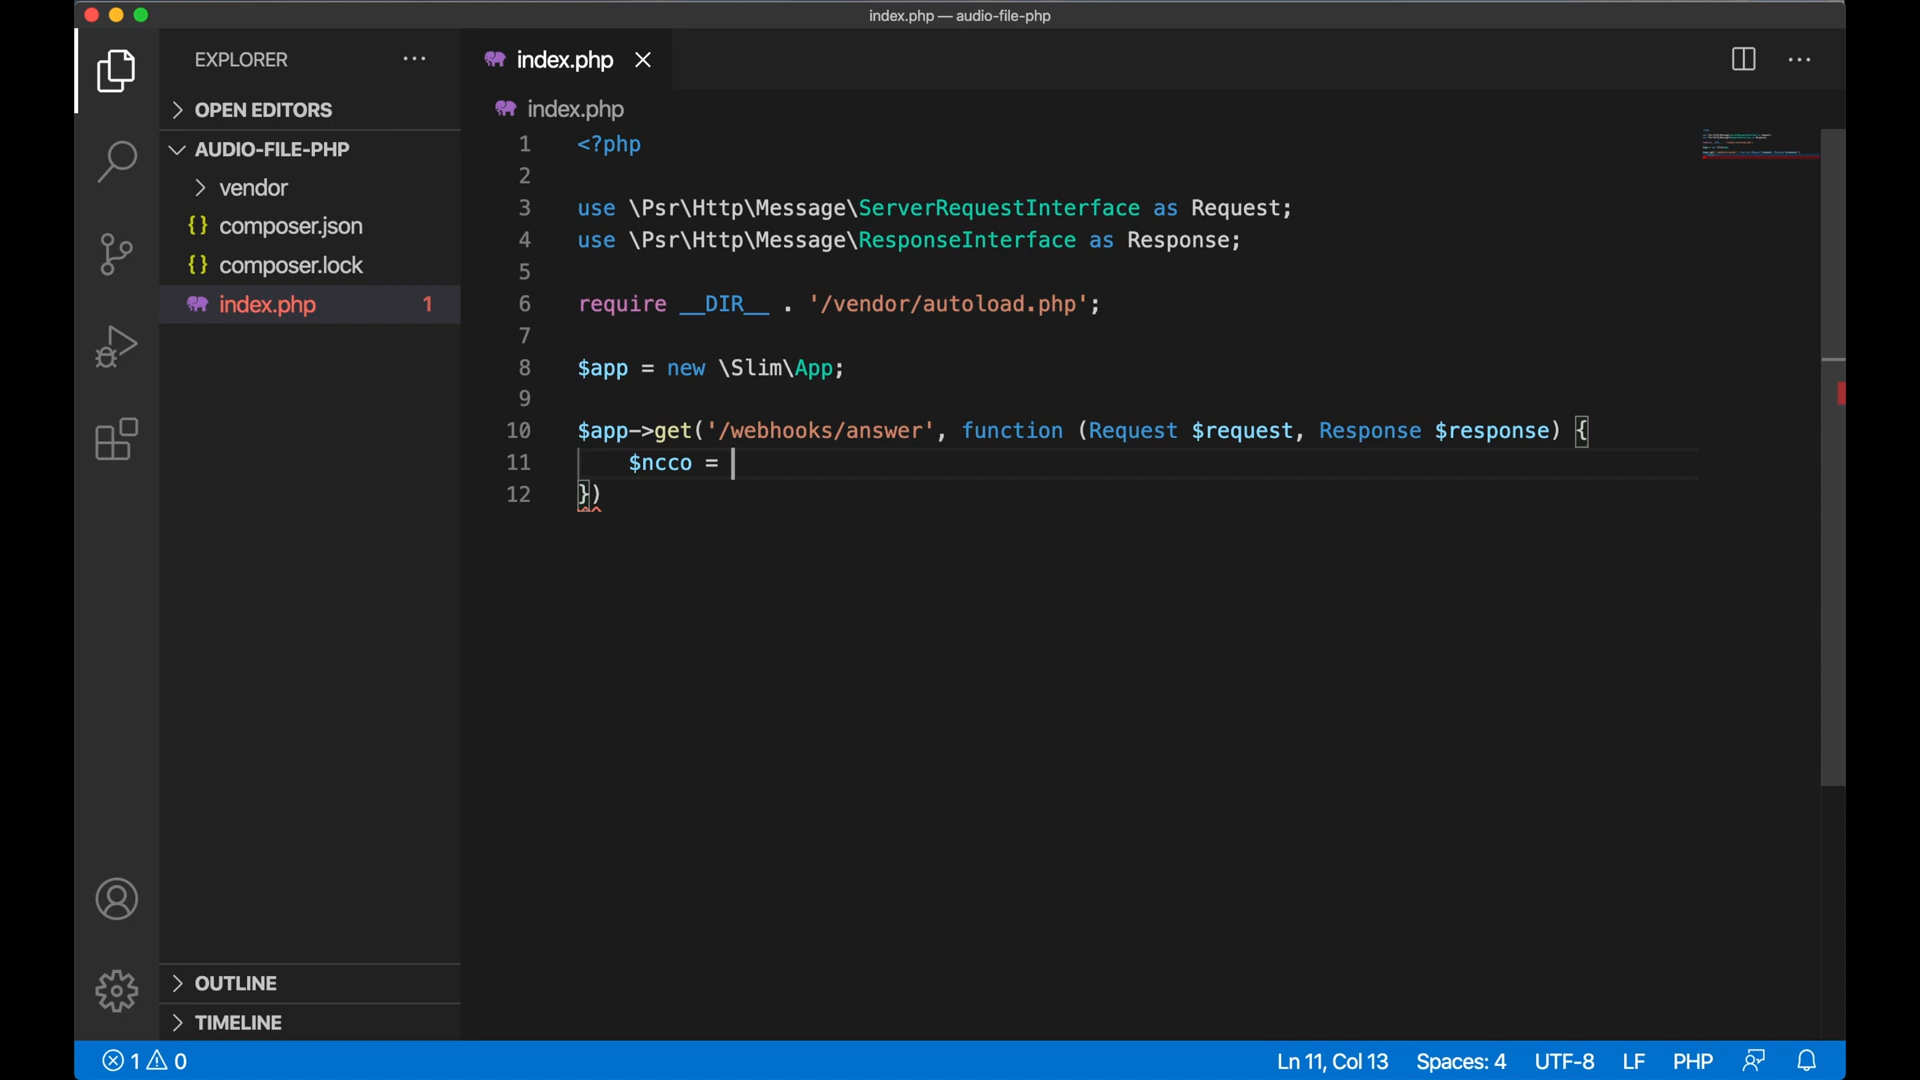 index.php — audio-file-php
EXPLORER
OPEN EDITORS
AUDIO-FILE-PHP
vendor
{} composer.json
{} composer.lock
index.php 1
OUTLINE
TIMELINE
index.php
index.php
1 <?php
2
3 use \Psr\Http\Message\ServerRequestInterface as Request;
4 use \Psr\Http\Message\ResponseInterface as Response;
5
6 require __DIR__ . '/vendor/autoload.php';
7
8 $app = new \Slim\App;
9
10 $app->get('/webhooks/answer', function (Request $request, Response $response) {
11 $ncco =
12 })
1 0
Ln 11, Col 13 Spaces: 4 UTF-8 LF PHP